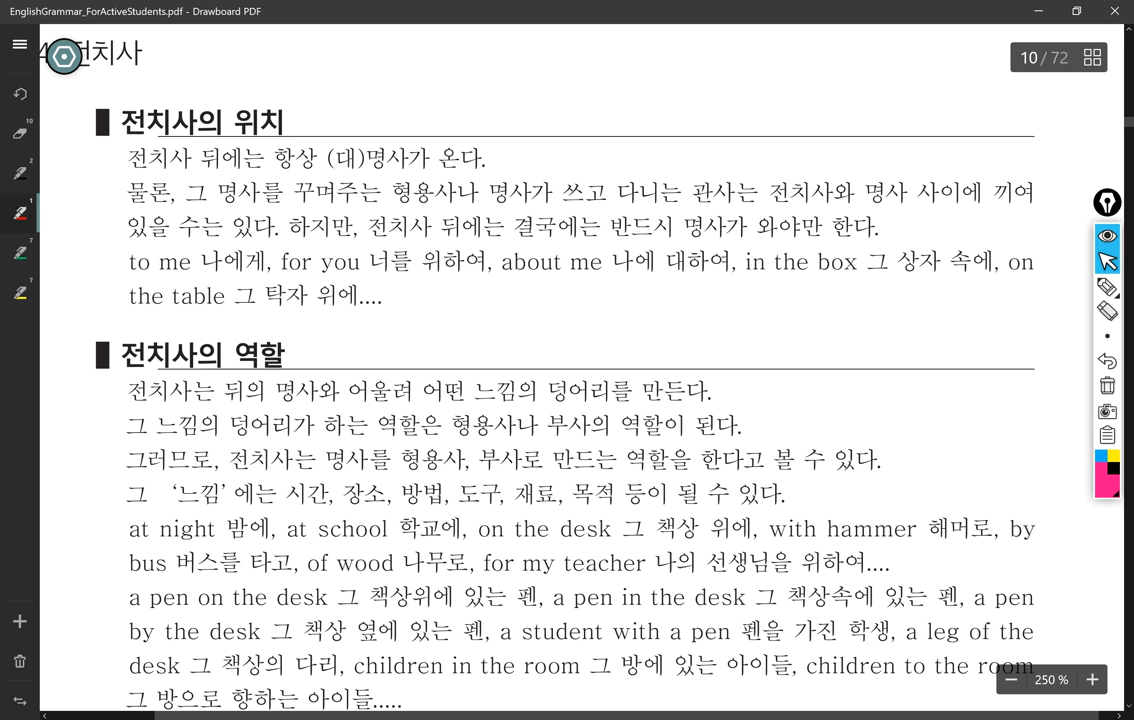 EnglishGrammar_ForActiveStudents.pdf - Drawboard PDF
전치사
10 / 72
전치사의 위치
전치사 뒤에는 항상 (대)명사가 온다.
물론, 그 명사를 꾸며주는 형용사나 명사가 쓰고 다니는 관사는 전치사와 명사 사이에 끼여
있을 수는 있다. 하지만, 전치사 뒤에는 결국에는 반드시 명사가 와야만 한다.
to me 나에게, for you 너를 위하여, about me 나에 대하여, in the box 그 상자 속에, on
the table 그 탁자 위에....
전치사의 역할
전치사는 뒤의 명사와 어울려 어떤 느낌의 덩어리를 만든다.
그 느낌의 덩어리가 하는 역할은 형용사나 부사의 역할이 된다.
그러므로, 전치사는 명사를 형용사, 부사로 만드는 역할을 한다고 볼 수 있다.
그 ‘느낌’에는 시간, 장소, 방법, 도구, 재료, 목적 등이 될 수 있다.
at night 밤에, at school 학교에, on the desk 그 책상 위에, with hammer 해머로, by
bus 버스를 타고, of wood 나무로, for my teacher 나의 선생님을 위하여....
a pen on the desk 그 책상위에 있는 펜, a pen in the desk 그 책상속에 있는 펜, a pen
by the desk 그 책상 옆에 있는 펜, a student with a pen 펜을 가진 학생, a leg of the
desk 그 책상의 다리, children in the room 그 방에 있는 아이들, children to the room
그 방으로 향하는 아이들.....
250 %
10
2
1
7
7